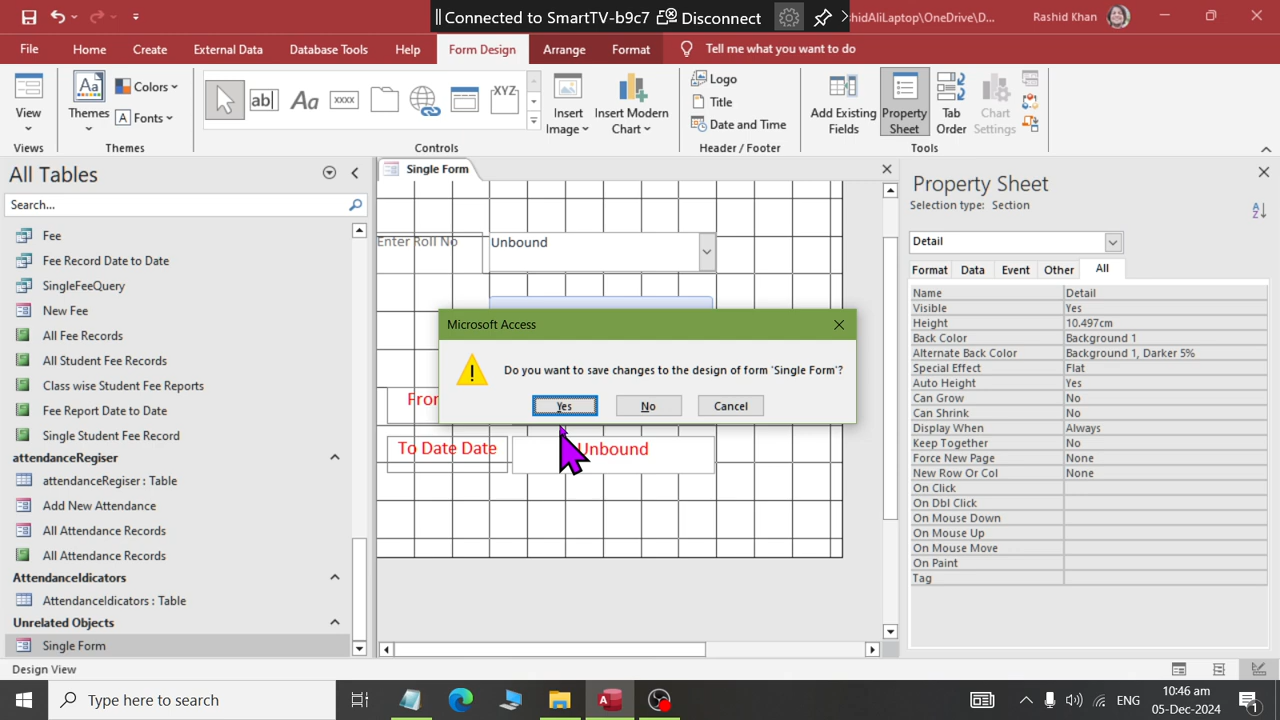 Connected to SmartTV-b9c7 Disconnect
hidAliLaptop\OneDrive\D...
Rashid Khan
File Home Create External Data Database Tools Help Form Design Arrange Format Tell me what you want to do
View
Views
Aa
Themes
Colors
Fonts
Themes
ab
Aa
xxxx
XYZ
Controls
Insert Image
Insert Modern Chart
Logo
Title
Date and Time
Header / Footer
Add Existing Fields
Property Sheet
Tab Order
Chart Settings
Tools
All Tables
Search...
Fee
Fee Record Date to Date
SingleFeeQuery
New Fee
All Fee Records
All Student Fee Records
Class wise Student Fee Reports
Fee Report Date to Date
Single Student Fee Record
attendanceRegiser
attendanceRegiser : Table
Add New Attendance
All Attendance Records
All Attendance Records
AttendanceIdicators
AttendanceIdicators : Table
Unrelated Objects
Single Form
Single Form
Enter Roll No
Unbound
From
To Date Date
Unbound
Microsoft Access
Do you want to save changes to the design of form 'Single Form'?
Yes No Cancel
Property Sheet
Selection type: Section
Detail
Format Data Event Other All
Name Detail
Visible Yes
Height 10.497cm
Back Color Background 1
Alternate Back Color Background 1, Darker 5%
Special Effect Flat
Auto Height Yes
Can Grow No
Can Shrink No
Display When Always
Keep Together No
Force New Page None
New Row Or Col None
On Click
On Dbl Click
On Mouse Down
On Mouse Up
On Mouse Move
On Paint
Tag
Design View
Type here to search
ENG
10:46 am
05-Dec-2024
1